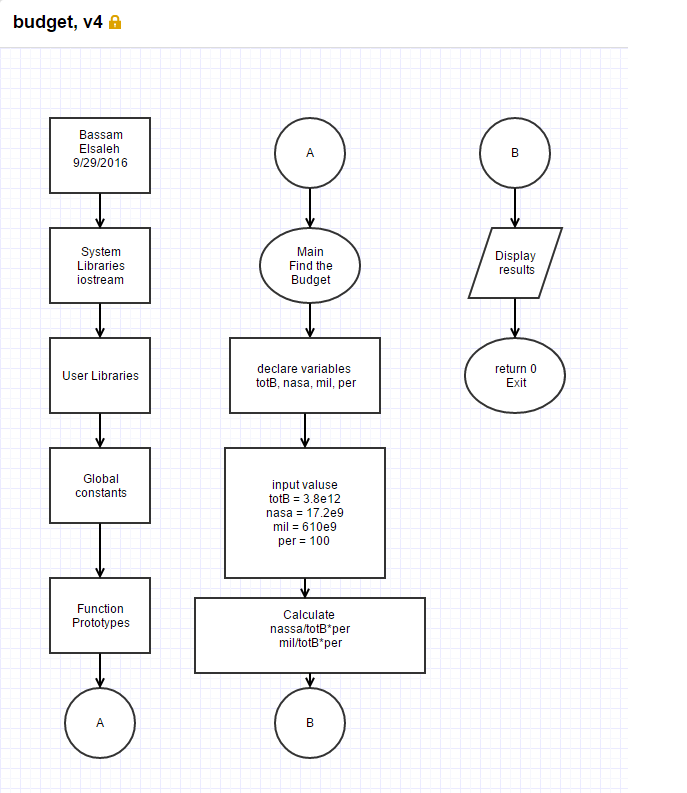 budget, v4
Bassam
Elsaleh
9/29/2016
System
Libraries
iostream
User Libraries
Global
constants
Function
Prototypes
A
A
Main
Find the
Budget
declare variables
totB, nasa, mil, per
input valuse
totB = 3.8e12
nasa = 17.2e9
mil = 610e9
per = 100
Calculate
nassa/totB*per
mil/totB*per
B
B
Display
results
return 0
Exit